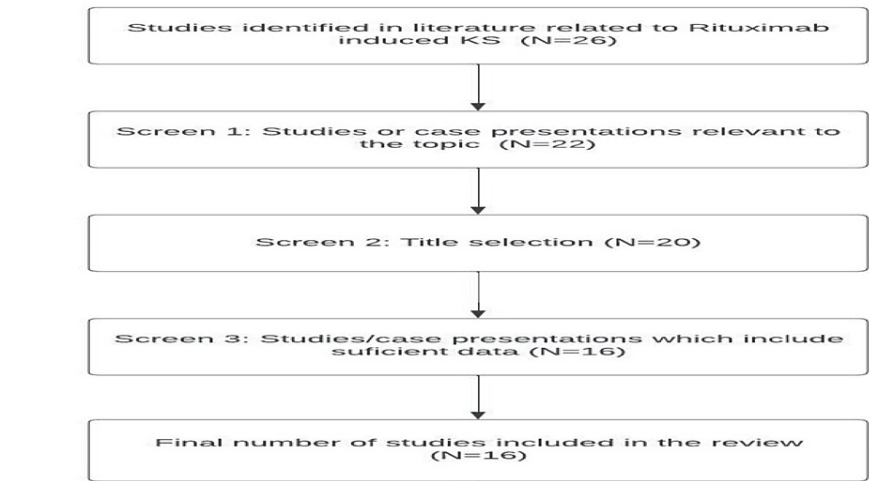 Studies identified in literature related to Rituximab
induced KS (N=26)
Screen 1: Studies or case presentations relevant to
the topic (N=22)
Screen 2: Title selection (N=20)
Screen 3: Studies/case presentations which include
suficient data (N=16)
Final number of studies included in the review
(N=16)